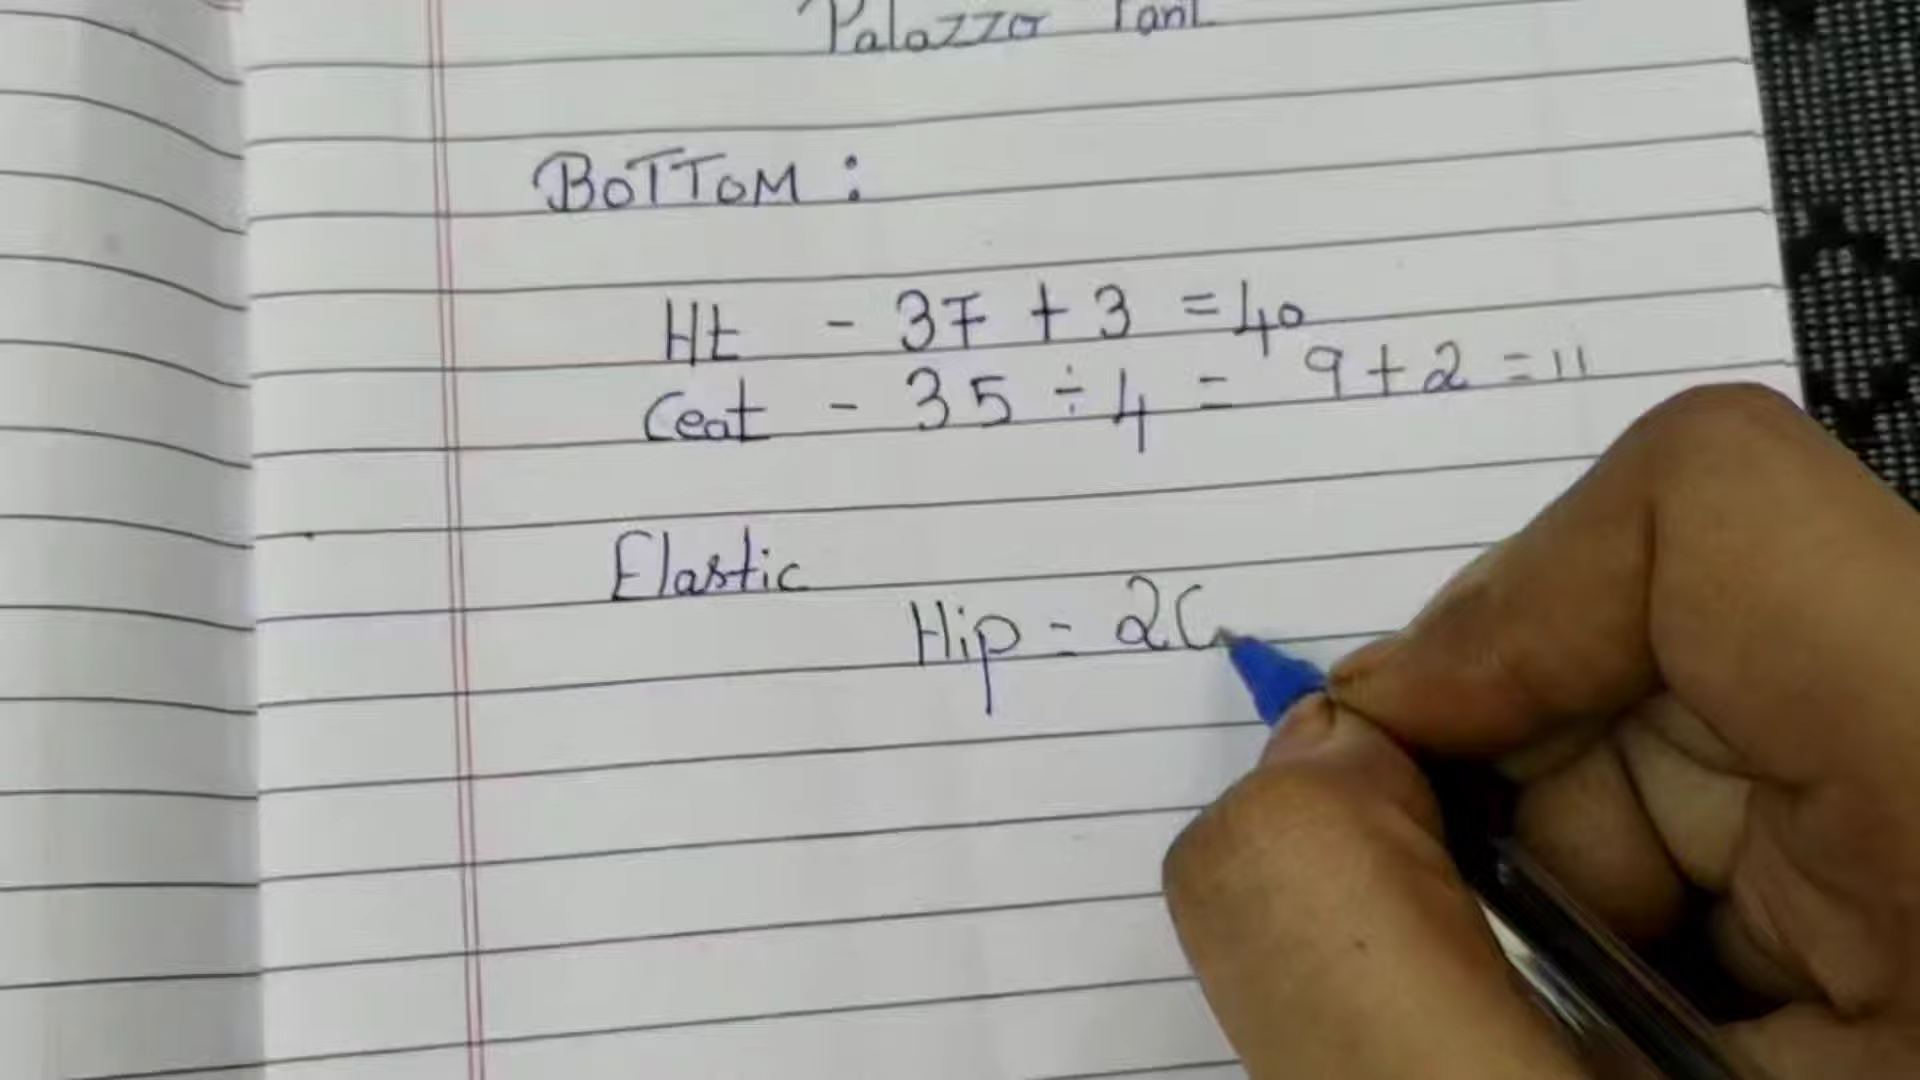 Palazzo Pant
BOTTOM :
Ht - 37 + 3 = 40
Ceat - 35 ÷ 4 = 9 + 2 = 11
Elastic
Hip = 2